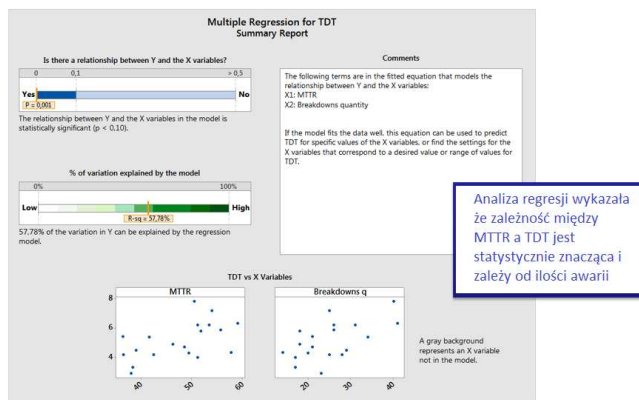 Multiple Regression for TDT
Summary Report
Is there a relationship between Y and the X variables?
0 0,1 > 0,5
Yes No
P = 0,001
The relationship between Y and the X variables in the model is
statistically significant (p < 0,10).
% of variation explained by the model
0% 100%
Low High
R-sq = 57,78%
57,78% of the variation in Y can be explained by the regression
model.
Comments
The following terms are in the fitted equation that models the
relationship between Y and the X variables:
X1: MTTR
X2: Breakdowns quantity
If the model fits the data well, this equation can be used to predict
TDT for specific values of the X variables, or find the settings for the
X variables that correspond to a desired value or range of values for
TDT.
Analiza regresji wykazała
że zależność między
MTTR a TDT jest
statystycznie znacząca i
zależy od ilości awarii
TDT vs X Variables
MTTR Breakdowns q
8
6
4
40 50 60 20 30 40
A gray background
represents an X variable
not in the model.